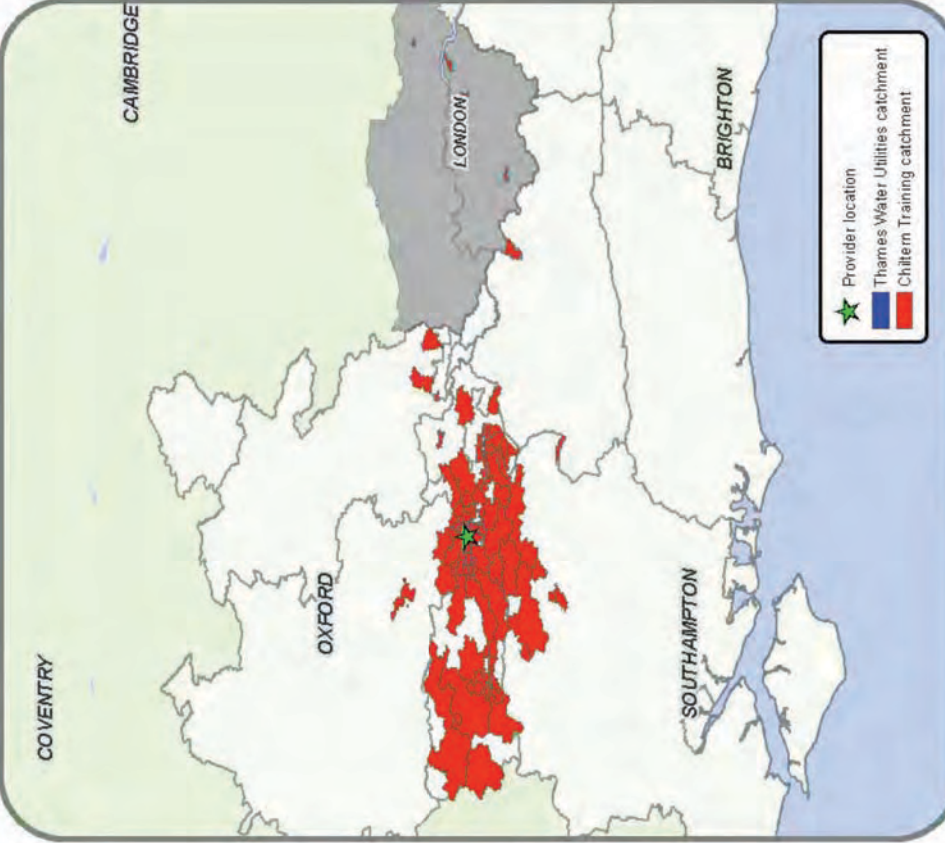 COVENTRY
CAMBRIDGE
OXFORD
LONDON
SOUTHAMPTON
BRIGHTON
Provider location
Thames Water Utilities catchment
Chiltern Training catchment